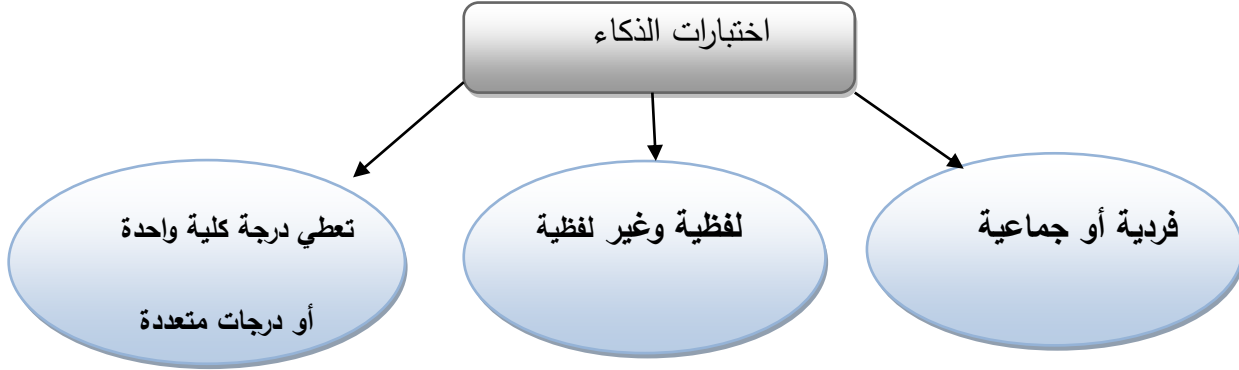 اختبارات الذكاء
فردية أو جماعية
لفظية وغير لفظية
تعطي درجة كلية واحدة
أو درجات متعددة